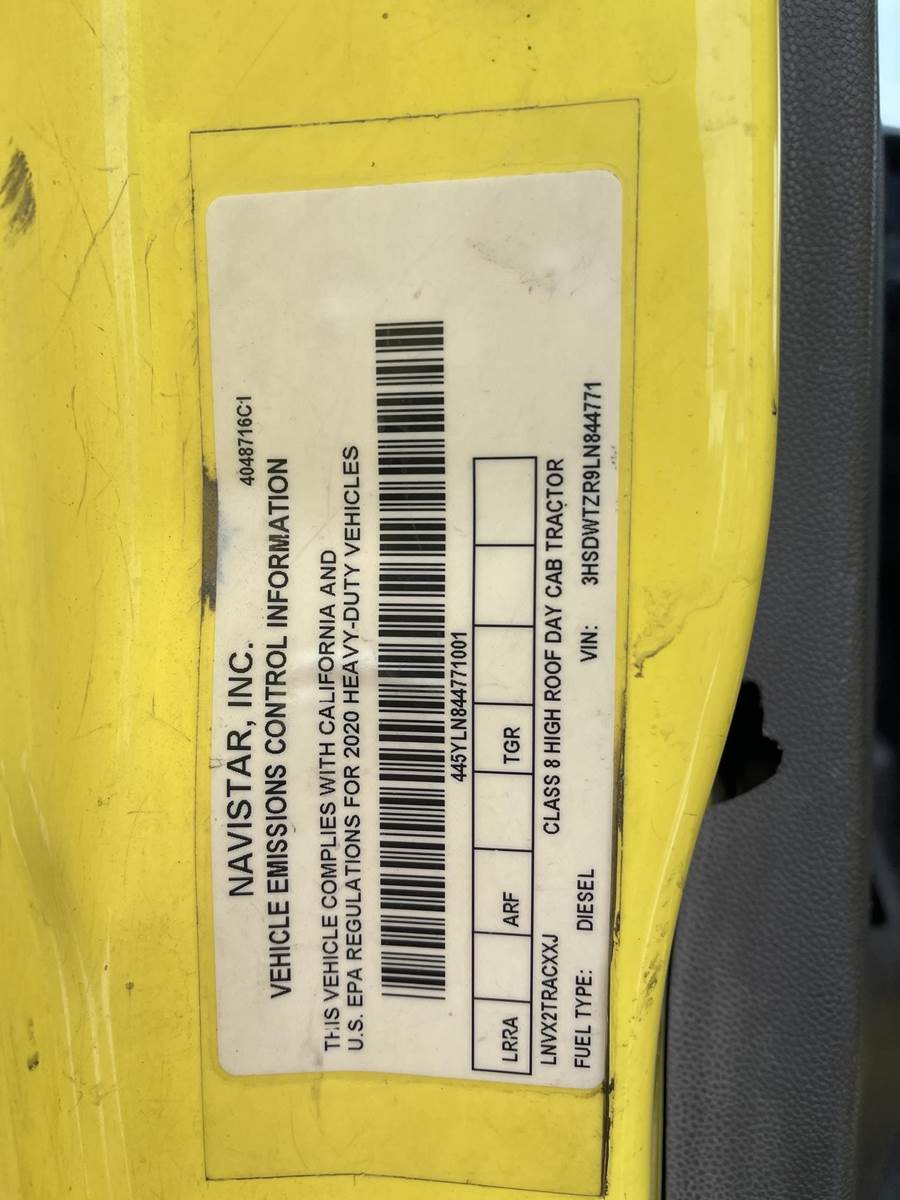 4048716C1
NAVISTAR, INC.
VEHICLE EMISSIONS CONTROL INFORMATION
THIS VEHICLE COMPLIES WITH CALIFORNIA AND
U.S. EPA REGULATIONS FOR 2020 HEAVY-DUTY VEHICLES
445YLN844771001
LRRA ARF TGR
LNVX2TRACXXJ CLASS 8 HIGH ROOF DAY CAB TRACTOR
FUEL TYPE: DIESEL VIN: 3HSDWTZR9LN844771